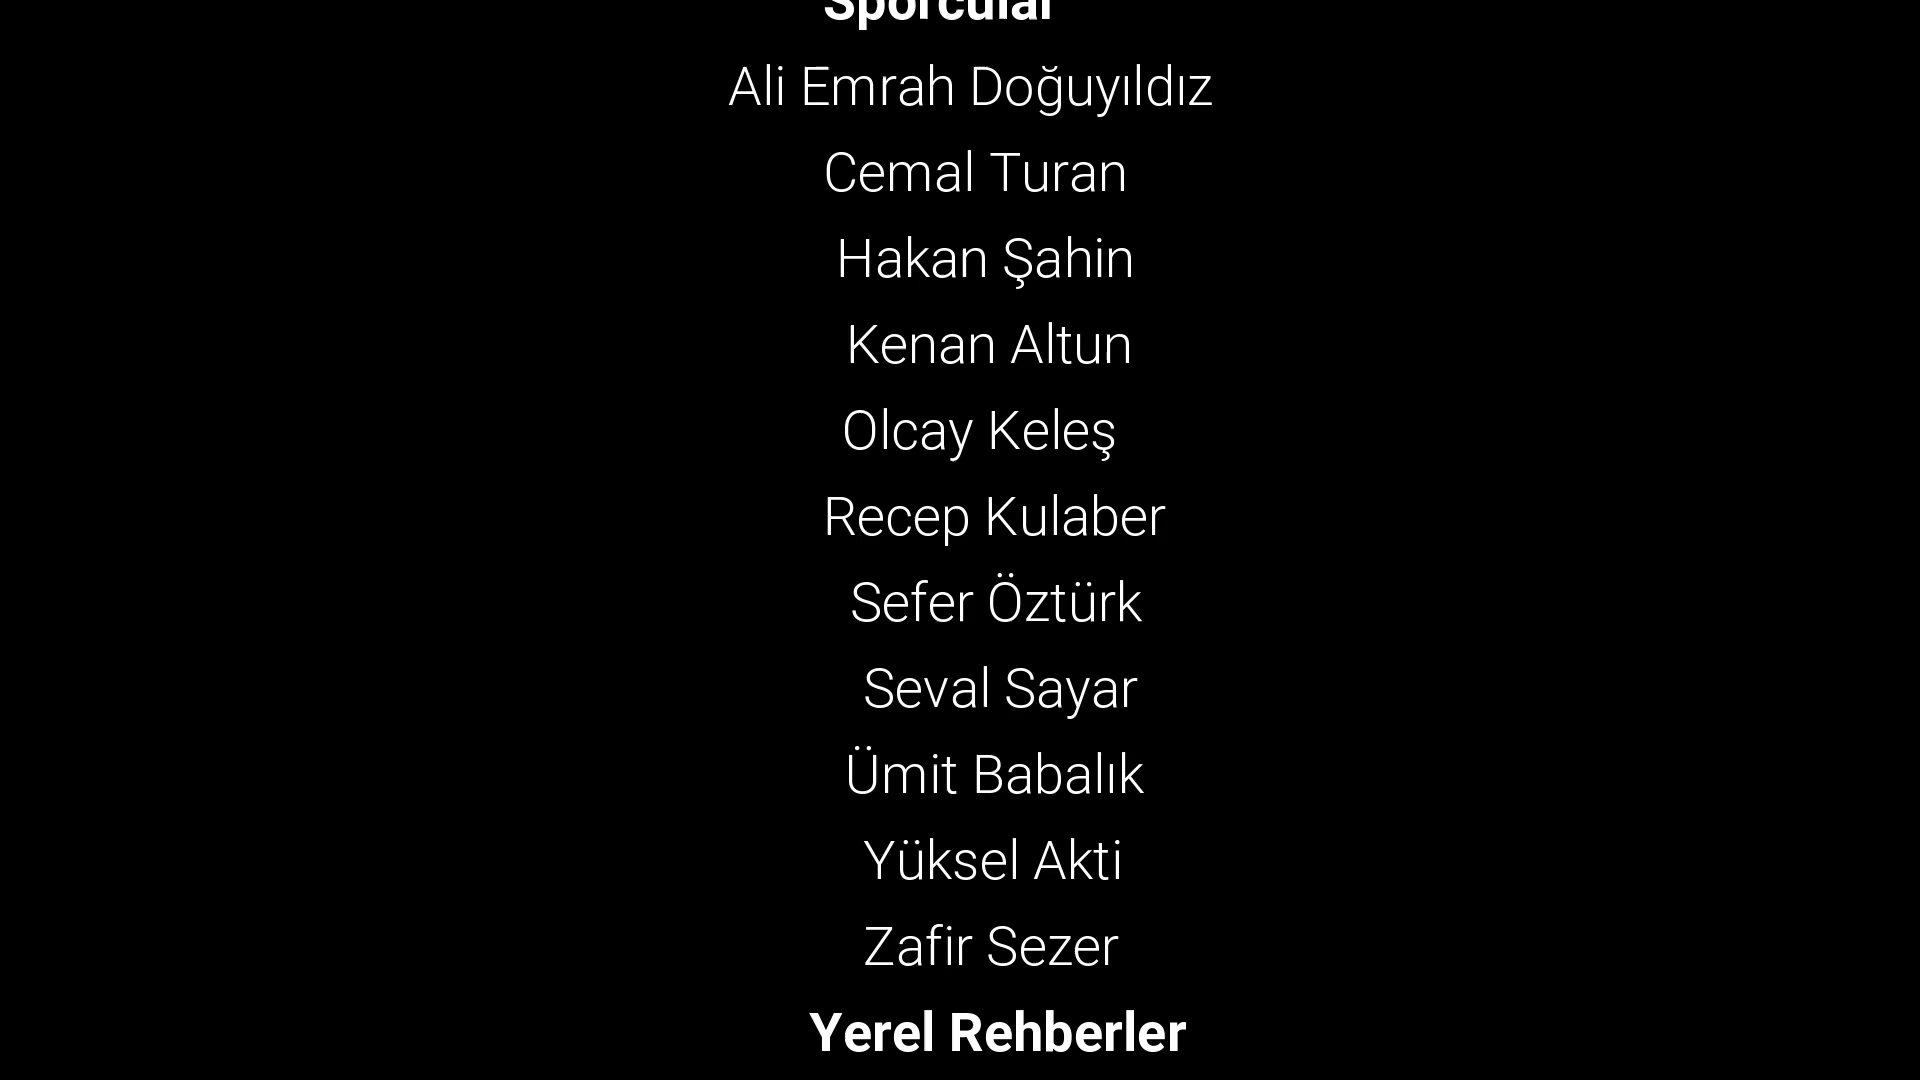 Sporcular
Ali Emrah Doğuyıldız
Cemal Turan
Hakan Şahin
Kenan Altun
Olcay Keleş
Recep Kulaber
Sefer Öztürk
Seval Sayar
Ümit Babalık
Yüksel Akti
Zafir Sezer
Yerel Rehberler